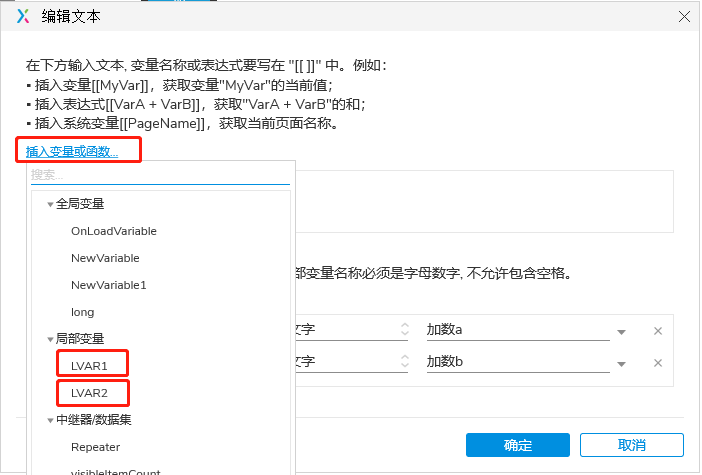 编辑文本
在下方输入文本, 变量名称或表达式要写在 "[[ ]]" 中。例如：
▪ 插入变量[[MyVar]]，获取变量"MyVar"的当前值；
▪ 插入表达式[[VarA + VarB]]，获取"VarA + VarB"的和；
▪ 插入系统变量[[PageName]]，获取当前页面名称。
插入变量或函数...
搜索...
全局变量
OnLoadVariable
NewVariable
部变量名称必须是字母数字, 不允许包含空格。
NewVariable1
long
文字 加数a
局部变量
LVAR1
文字 加数b
LVAR2
中继器/数据集
Repeater
确定 取消
visibleItemCount